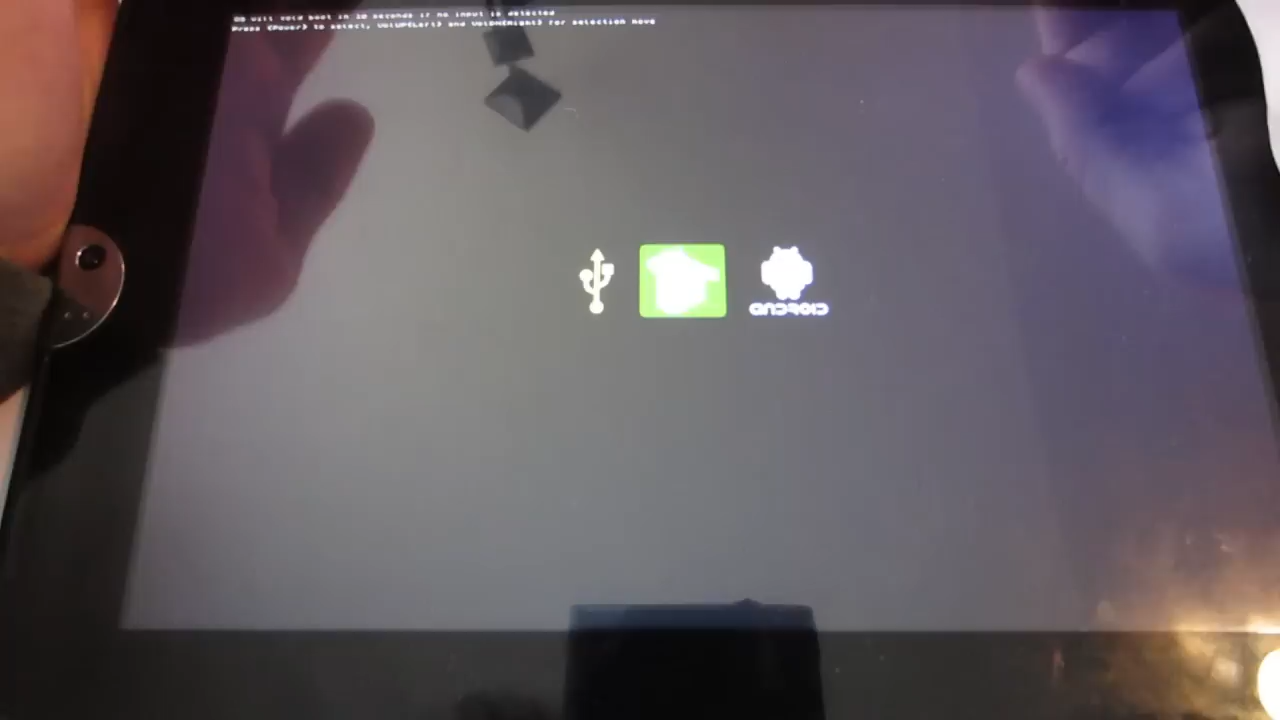 OS will cold boot in 10 seconds if no input is detected
Press <Power> to select, VolUP(Left) and VolDN(Right) for selection move
ANDROID